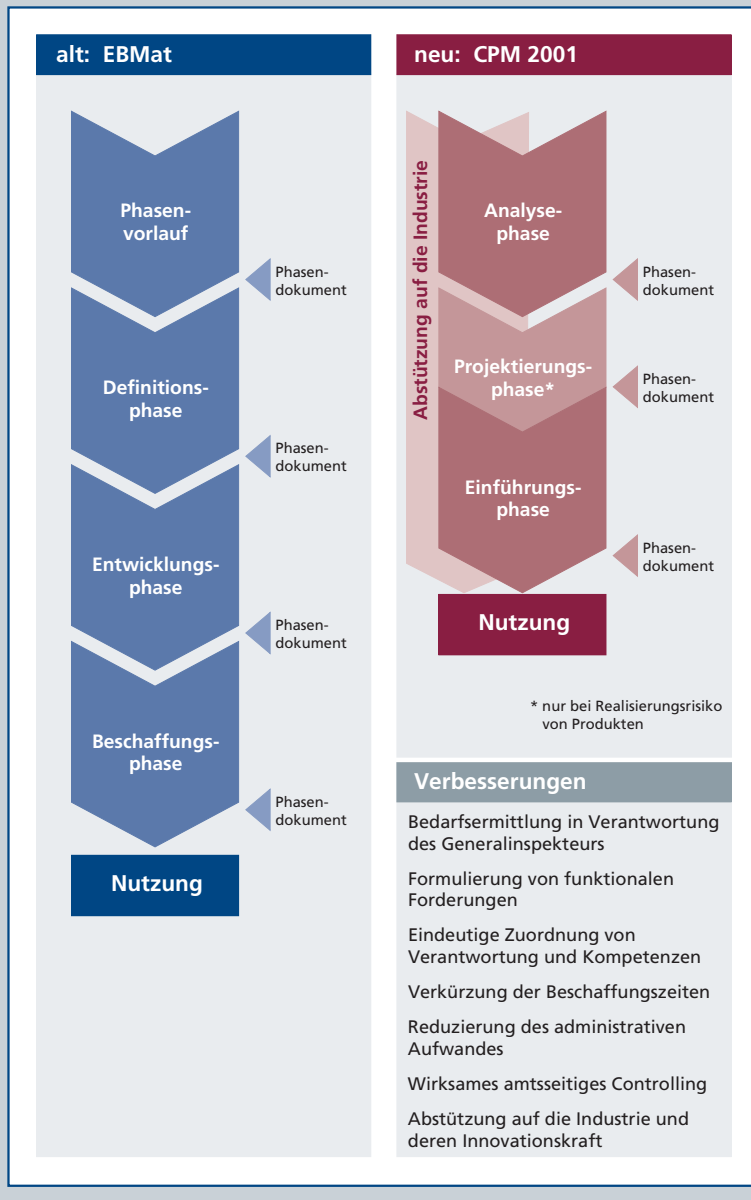 alt: EBMat
Phasen-
vorlauf
Phasen-
dokument
Definitions-
phase
Phasen-
dokument
Entwicklungs-
phase
Phasen-
dokument
Beschaffungs-
phase
Phasen-
dokument
Nutzung
neu: CPM 2001
Abstützung auf die Industrie
Analyse-
phase
Phasen-
dokument
Projektierungs-
phase*
Phasen-
dokument
Einführungs-
phase
Phasen-
dokument
Nutzung
* nur bei Realisierungsrisiko
von Produkten
Verbesserungen
Bedarfsermittlung in Verantwortung
des Generalinspekteurs
Formulierung von funktionalen
Forderungen
Eindeutige Zuordnung von
Verantwortung und Kompetenzen
Verkürzung der Beschaffungszeiten
Reduzierung des administrativen
Aufwandes
Wirksames amtsseitiges Controlling
Abstützung auf die Industrie und
deren Innovationskraft